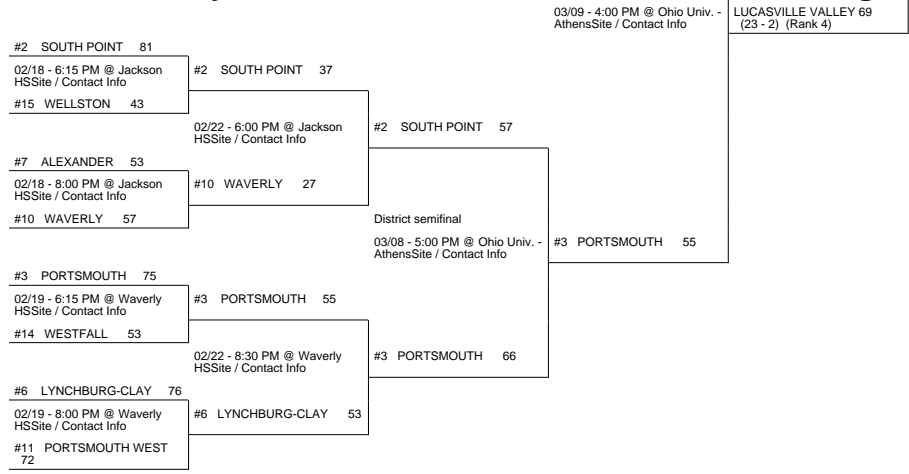 03/09 - 4:00 PM @ Ohio Univ. -
AthensSite / Contact Info
LUCASVILLE VALLEY 69
(23 - 2) (Rank 4)
#2 SOUTH POINT 81
02/18 - 6:15 PM @ Jackson
HSSite / Contact Info
#2 SOUTH POINT 37
#15 WELLSTON 43
02/22 - 6:00 PM @ Jackson
HSSite / Contact Info
#2 SOUTH POINT 57
#7 ALEXANDER 53
02/18 - 8:00 PM @ Jackson
HSSite / Contact Info
#10 WAVERLY 27
#10 WAVERLY 57
District semifinal
03/08 - 5:00 PM @ Ohio Univ. -
AthensSite / Contact Info
#3 PORTSMOUTH 55
#3 PORTSMOUTH 75
02/19 - 6:15 PM @ Waverly
HSSite / Contact Info
#3 PORTSMOUTH 55
#14 WESTFALL 53
02/22 - 8:30 PM @ Waverly
HSSite / Contact Info
#3 PORTSMOUTH 66
#6 LYNCHBURG-CLAY 76
02/19 - 8:00 PM @ Waverly
HSSite / Contact Info
#6 LYNCHBURG-CLAY 53
#11 PORTSMOUTH WEST
72